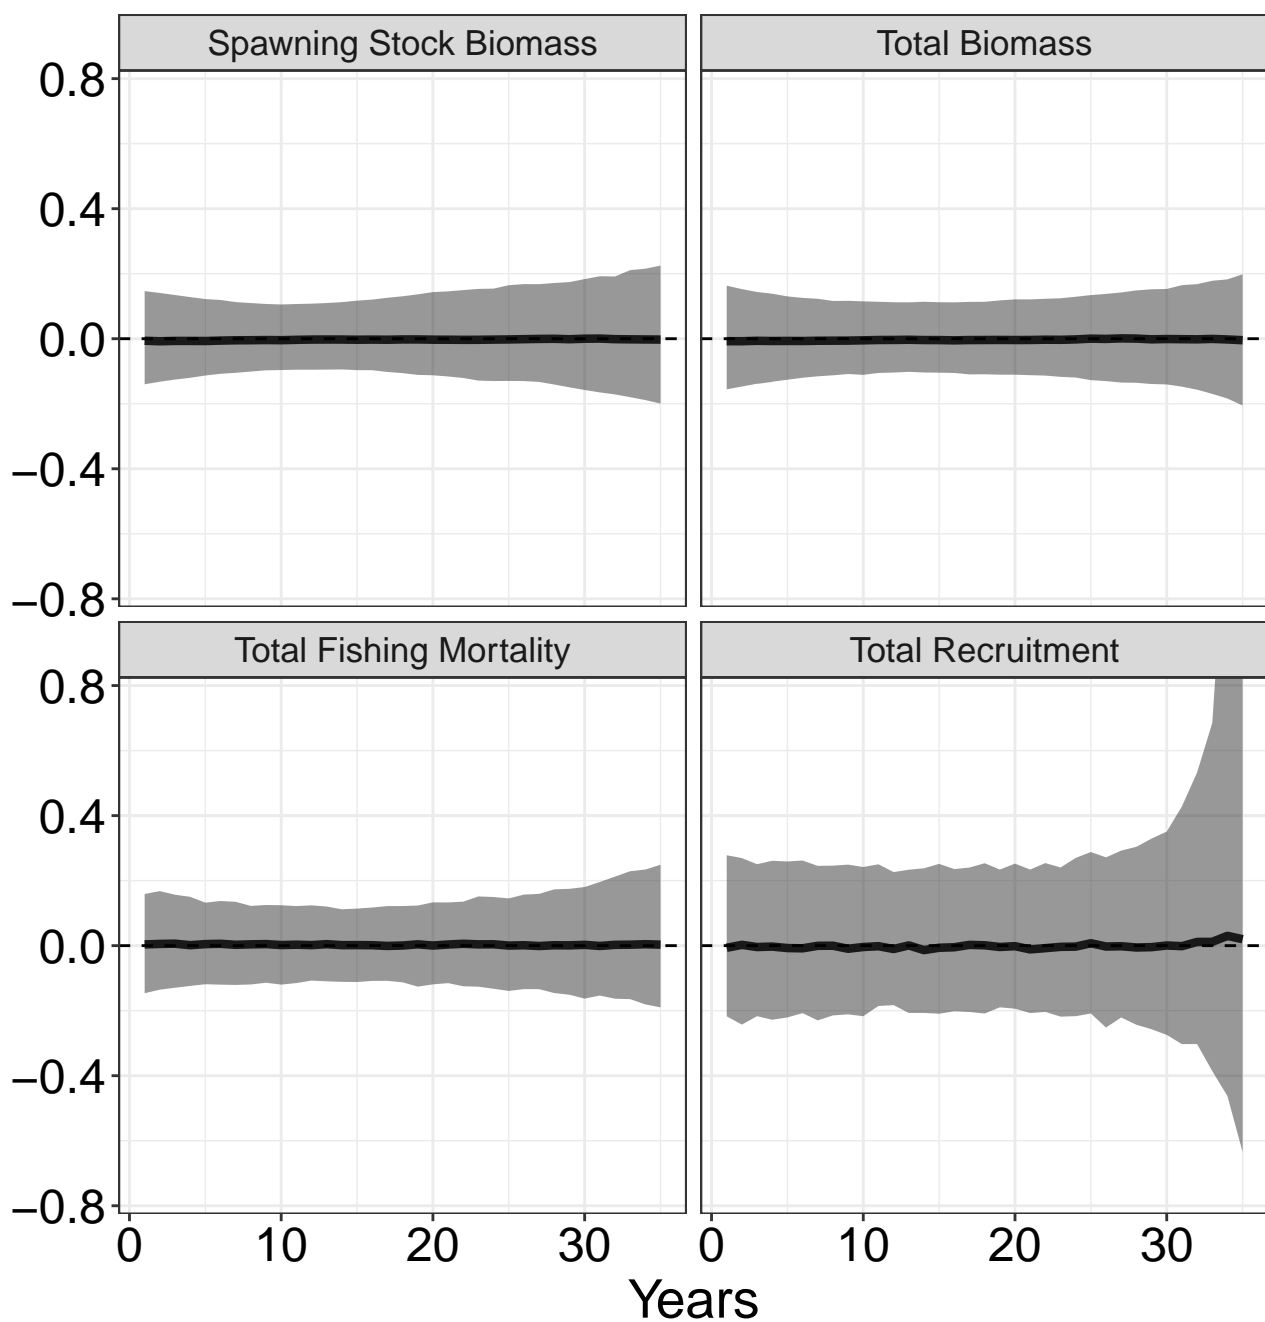 Spawning Stock Biomass
Total Biomass
0.8
0.4
0.0
−0.4
−0.8
Total Fishing Mortality
Total Recruitment
0.8
0.4
0.0
−0.4
−0.8
0 10 20 30
0 10 20 30
Years